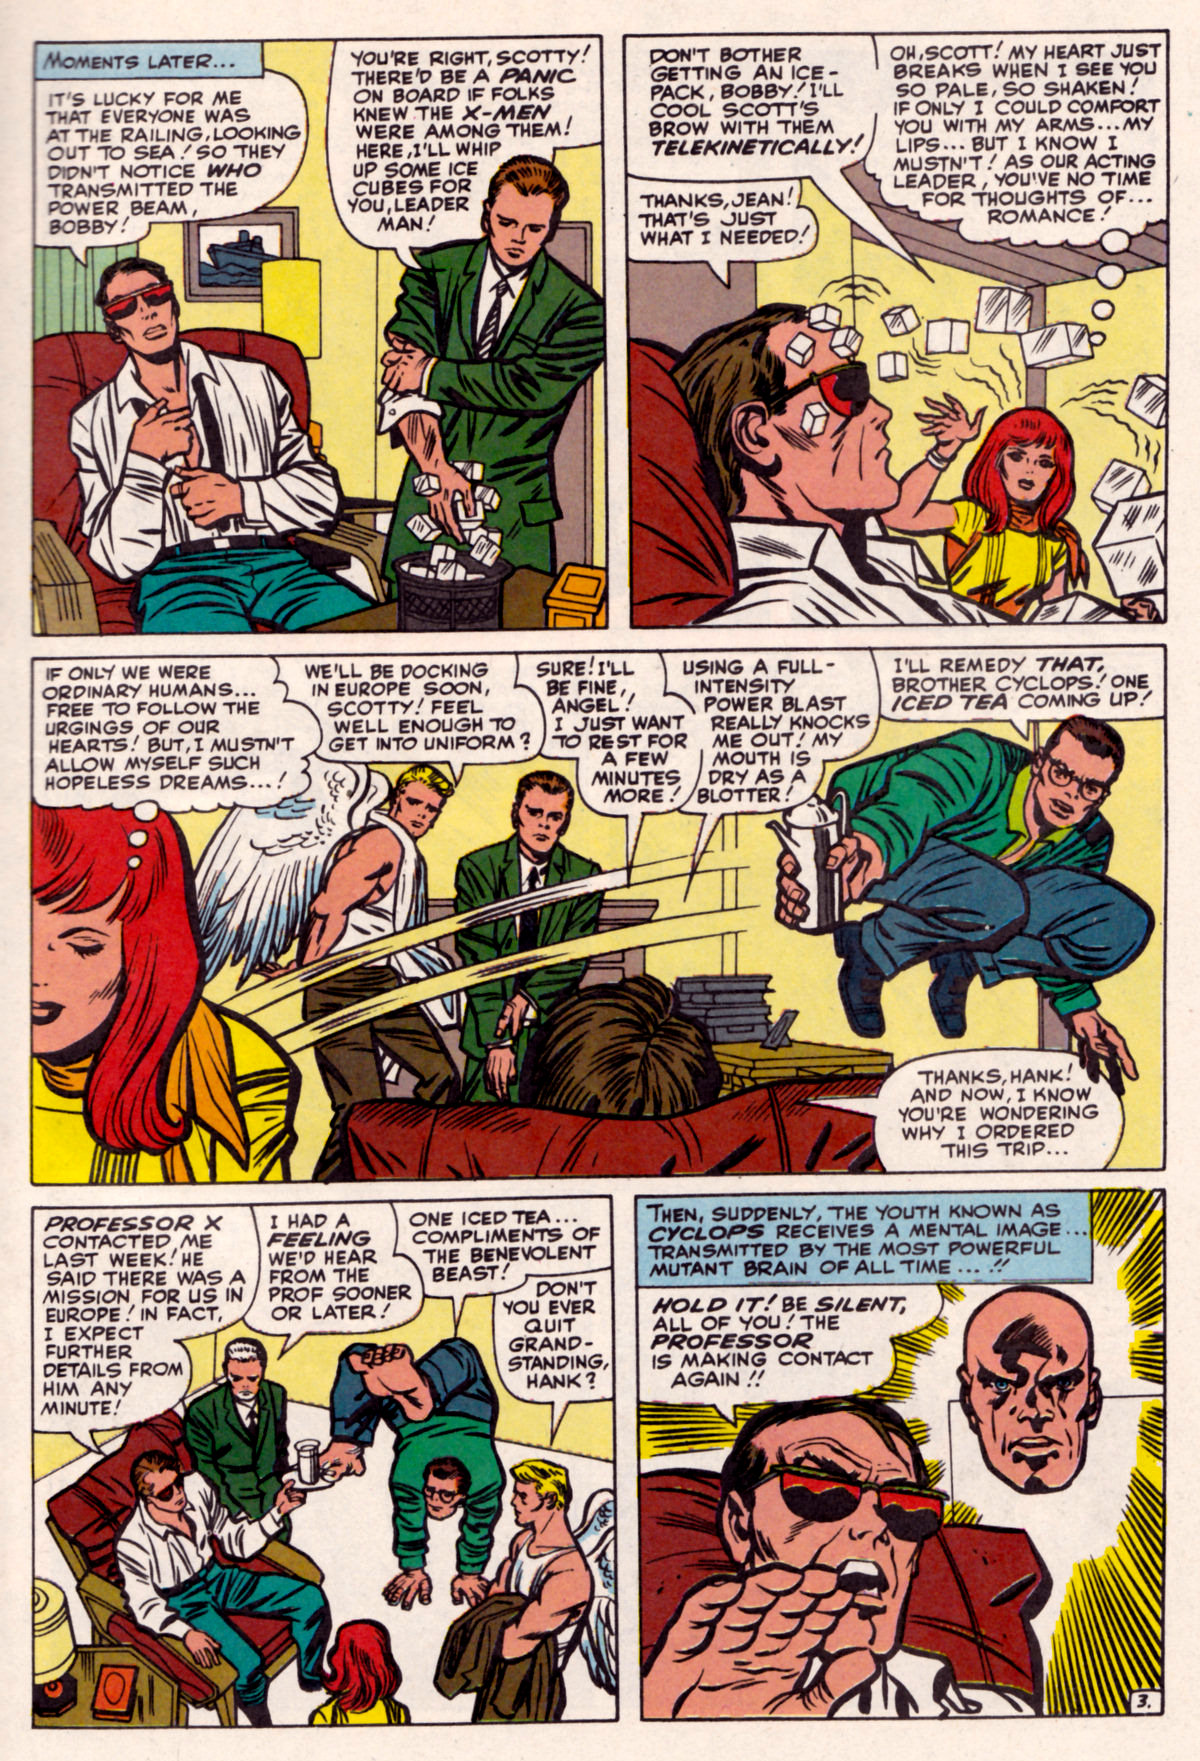 MOMENTS LATER...
IT'S LUCKY FOR ME
THAT EVERYONE WAS
AT THE RAILING, LOOKING
OUT TO SEA! SO THEY
DIDN'T NOTICE WHO
TRANSMITTED THE
POWER BEAM,
BOBBY!
YOU'RE RIGHT, SCOTTY!
THERE'D BE A PANIC
ON BOARD IF FOLKS
KNEW THE X-MEN
WERE AMONG THEM!
HERE, I'LL WHIP
UP SOME ICE
CUBES FOR
YOU, LEADER
MAN!
DON'T BOTHER
GETTING AN ICE-
PACK, BOBBY! I'LL
COOL SCOTT'S
BROW WITH THEM
TELEKINETICALLY!
THANKS, JEAN!
THAT'S JUST
WHAT I NEEDED!
OH, SCOTT! MY HEART JUST
BREAKS WHEN I SEE YOU
SO PALE, SO SHAKEN!
IF ONLY I COULD COMFORT
YOU WITH MY ARMS... MY
LIPS... BUT I KNOW I
MUSTN'T! AS OUR ACTING
LEADER, YOU'VE NO TIME
FOR THOUGHTS OF...
ROMANCE!
IF ONLY WE WERE
ORDINARY HUMANS...
FREE TO FOLLOW THE
URGINGS OF OUR
HEARTS! BUT, I MUSTN'T
ALLOW MYSELF SUCH
HOPELESS DREAMS...!
WE'LL BE DOCKING
IN EUROPE SOON,
SCOTTY! FEEL
WELL ENOUGH TO
GET INTO UNIFORM?
SURE! I'LL
BE FINE,
ANGEL!
I JUST WANT
TO REST FOR
A FEW
MINUTES
MORE!
USING A FULL-
INTENSITY
POWER BLAST
REALLY KNOCKS
ME OUT! MY
MOUTH IS
DRY AS A
BLOTTER!
I'LL REMEDY THAT,
BROTHER CYCLOPS! ONE
ICED TEA COMING UP!
THANKS, HANK!
AND NOW, I KNOW
YOU'RE WONDERING
WHY I ORDERED
THIS TRIP...
PROFESSOR X
CONTACTED ME
LAST WEEK! HE
SAID THERE WAS A
MISSION FOR US IN
EUROPE! IN FACT,
I EXPECT
FURTHER
DETAILS FROM
HIM ANY
MINUTE!
I HAD A
FEELING
WE'D HEAR
FROM THE
PROF SOONER
OR LATER!
ONE ICED TEA...
COMPLIMENTS OF
THE BENEVOLENT
BEAST!
DON'T
YOU EVER
QUIT
GRAND-
STANDING,
HANK?
THEN, SUDDENLY, THE YOUTH KNOWN AS
CYCLOPS RECEIVES A MENTAL IMAGE...
TRANSMITTED BY THE MOST POWERFUL
MUTANT BRAIN OF ALL TIME...!!
HOLD IT! BE SILENT,
ALL OF YOU! THE
PROFESSOR
IS MAKING CONTACT
AGAIN!!
3.